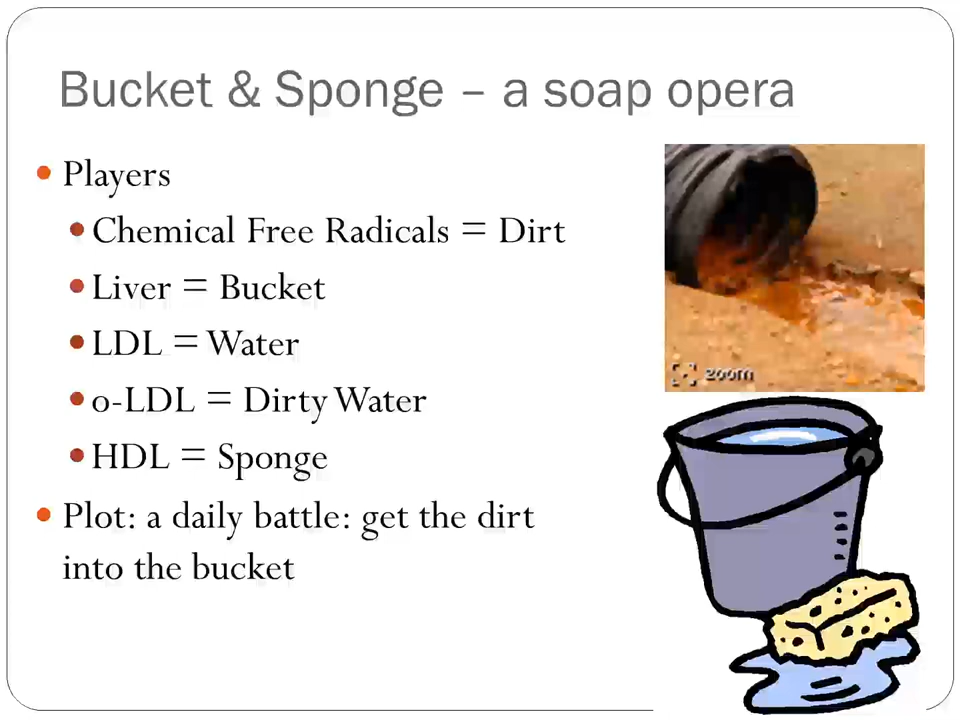 Bucket & Sponge – a soap opera
Players
Chemical Free Radicals = Dirt
Liver = Bucket
LDL = Water
o-LDL = Dirty Water
HDL = Sponge
Plot: a daily battle: get the dirt
into the bucket
zoom